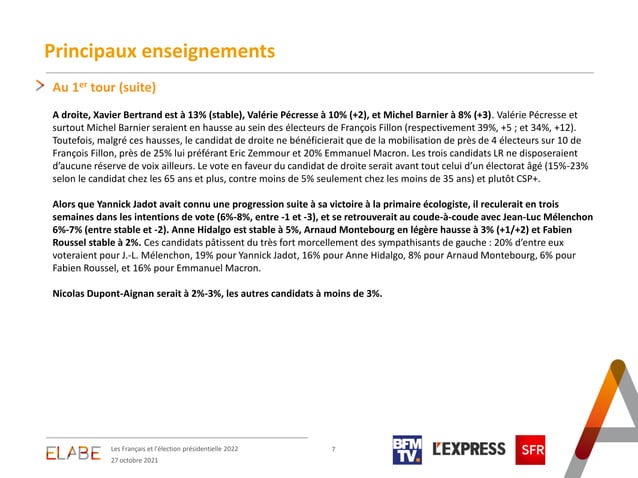 Principaux enseignements
Au 1er tour (suite)
A droite, Xavier Bertrand est à 13% (stable), Valérie Pécresse à 10% (+2), et Michel Barnier à 8% (+3). Valérie Pécresse et
surtout Michel Barnier seraient en hausse au sein des électeurs de François Fillon (respectivement 39%, +5 ; et 34%, +12).
Toutefois, malgré ces hausses, le candidat de droite ne bénéficierait que de la mobilisation de près de 4 électeurs sur 10 de
François Fillon, près de 25% lui préférant Eric Zemmour et 20% Emmanuel Macron. Les trois candidats LR ne disposeraient
d'aucune réserve de voix ailleurs. Le vote en faveur du candidat de droite serait avant tout celui d'un électorat âgé (15%-23%
selon le candidat chez les 65 ans et plus, contre moins de 5% seulement chez les moins de 35 ans) et plutôt CSP+.
Alors que Yannick Jadot avait connu une progression suite à sa victoire à la primaire écologiste, il reculerait en trois
semaines dans les intentions de vote (6%-8%, entre -1 et -3), et se retrouverait au coude-à-coude avec Jean-Luc Mélenchon
6%-7% (entre stable et -2). Anne Hidalgo est stable à 5%, Arnaud Montebourg en légère hausse à 3% (+1/+2) et Fabien
Roussel stable à 2%. Ces candidats pâtissent du très fort morcellement des sympathisants de gauche : 20% d'entre eux
voteraient pour J.-L. Mélenchon, 19% pour Yannick Jadot, 16% pour Anne Hidalgo, 8% pour Arnaud Montebourg, 6% pour
Fabien Roussel, et 16% pour Emmanuel Macron.
Nicolas Dupont-Aignan serait à 2%-3%, les autres candidats à moins de 3%.
ELABE
Les Français et l'élection présidentielle 2022
27 octobre 2021
7
BFM
TV.
L'EXPRESS
SFR